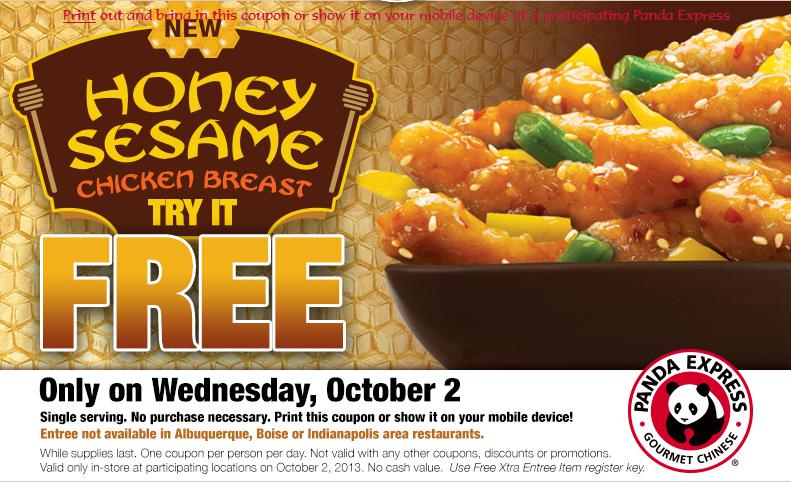 Print out and bring in this coupon or show it on your mobile device at a participating Panda Express
NEW
HONEY
SESAME
CHICKEN BREAST
TRY IT
FREE
Only on Wednesday, October 2
Single serving. No purchase necessary. Print this coupon or show it on your mobile device!
Entree not available in Albuquerque, Boise or Indianapolis area restaurants.
While supplies last. One coupon per person per day. Not valid with any other coupons, discounts or promotions.
Valid only in-store at participating locations on October 2, 2013. No cash value. Use Free Xtra Entree Item register key.
PANDA EXPRESS
GOURMET CHINESE
®